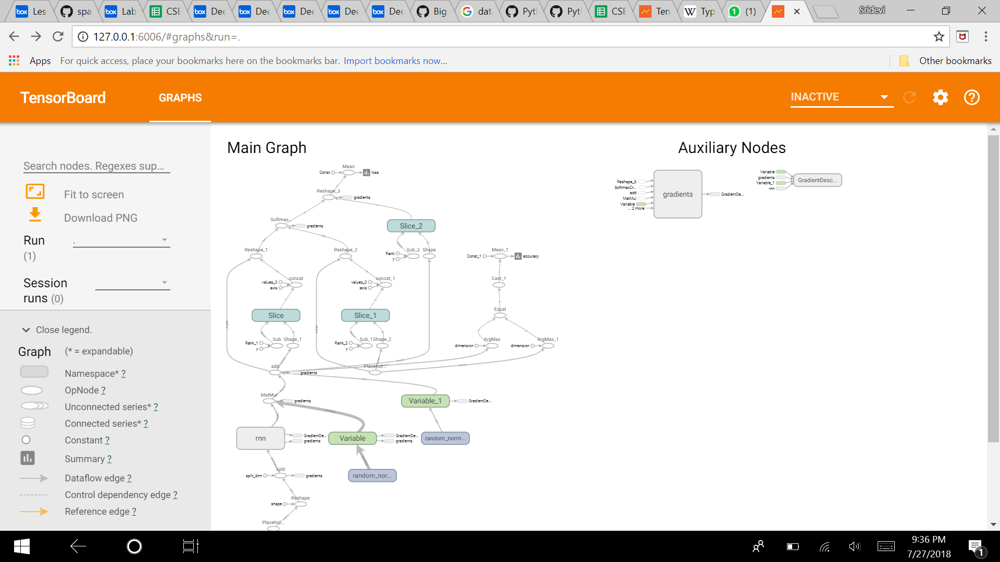 Les
spa
Lab
CSE
Dee
Dee
Dee
Dee
Dee
Big
dat
Pytl
Pytl
CSE
Ten
Typ
(1)
Sridevi
127.0.0.1:6006/#graphs&run=.
Apps
For quick access, place your bookmarks here on the bookmarks bar. Import bookmarks now...
Other bookmarks
TensorBoard
GRAPHS
INACTIVE
Search nodes. Regexes sup...
Fit to screen
Download PNG
Run
(1)
.
Session
runs (0)
Close legend.
Graph
(* = expandable)
Namespace* ?
OpNode ?
Unconnected series* ?
Connected series* ?
Constant ?
Summary ?
Dataflow edge ?
Control dependency edge ?
Reference edge ?
Main Graph
Mean
Const
loss
Reshape_3
gradients
Softmax...
gradients
Slice_2
Reshape_1
Reshape_2
Rank
y
Sub_2
Shape
Const_1
Mean_1
accuracy
values_0
axis
concat
values_0
axis
concat_1
Cast_1
Slice
Slice_1
Equal
Rank_1
y
Sub
Shape_1
Rank_2
y
Sub_1
Shape_2
dimension
ArgMax
dimension
ArgMax_1
add
gradients
Placehol...
MatMul
gradients
Variable_1
GradientDe...
rnn
GradientDe...
gradients
Variable
GradientDe...
gradients
random_norm...
split
split_dim
gradients
random_nor...
Reshape
shape
Placehol...
Auxiliary Nodes
Reshape_3
SoftmaxCr...
add
MatMul
Variable
... 2 more
gradients
GradientDe...
Variable
gradients
Variable_1
rnn
GradientDesc...
9:36 PM
7/27/2018
1